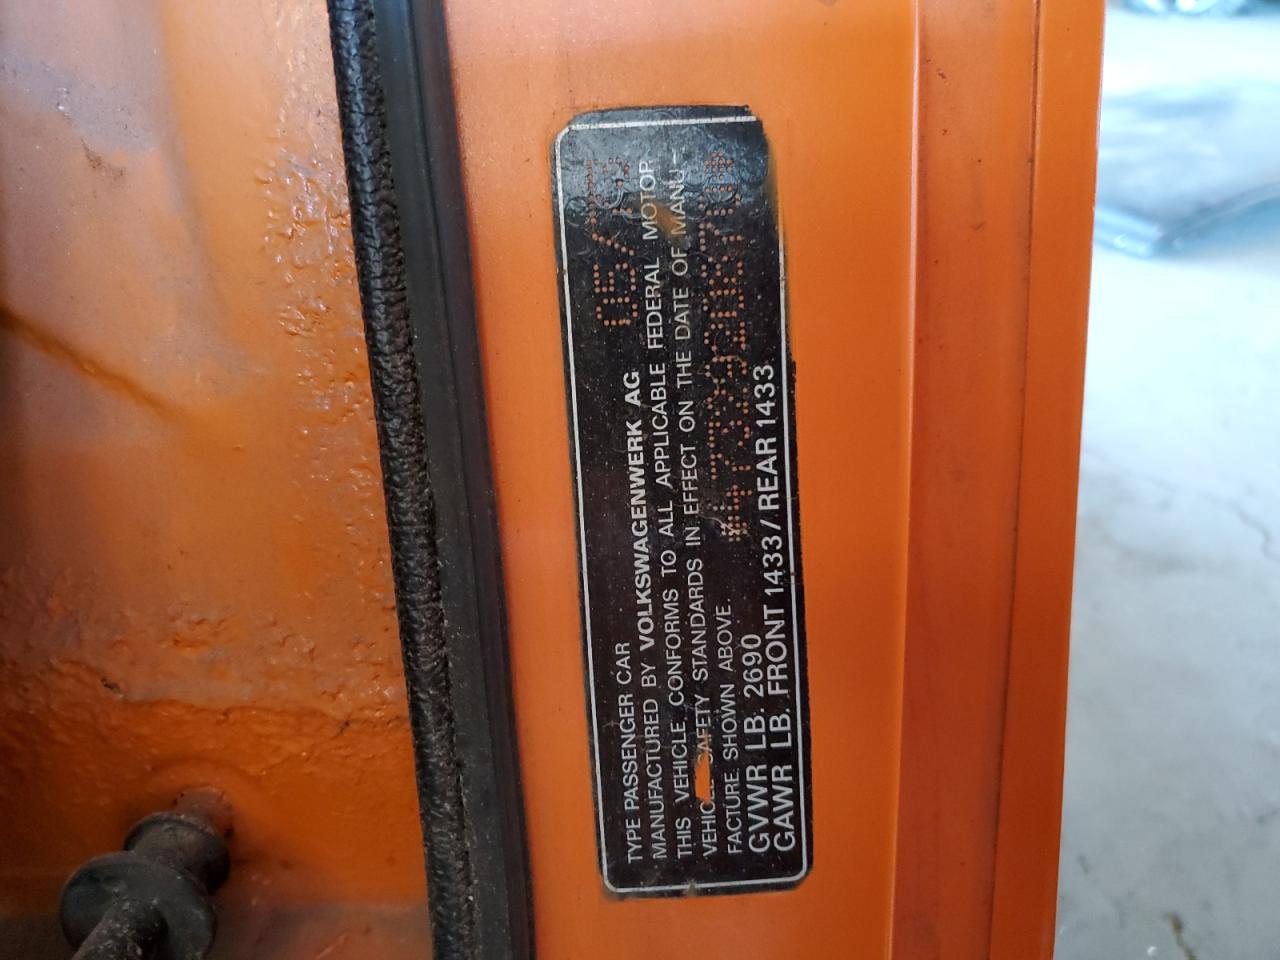 TYPE PASSENGER CAR
MANUFACTURED BY VOLKSWAGENWERK AG 05/
THIS VEHICLE CONFORMS TO ALL APPLICABLE FEDERAL MOTOR
VEHICLE SAFETY STANDARDS IN EFFECT ON THE DATE OF MANU-
FACTURE SHOWN ABOVE.
GVWR LB. 2690
GAWR LB. FRONT 1433/REAR 1433